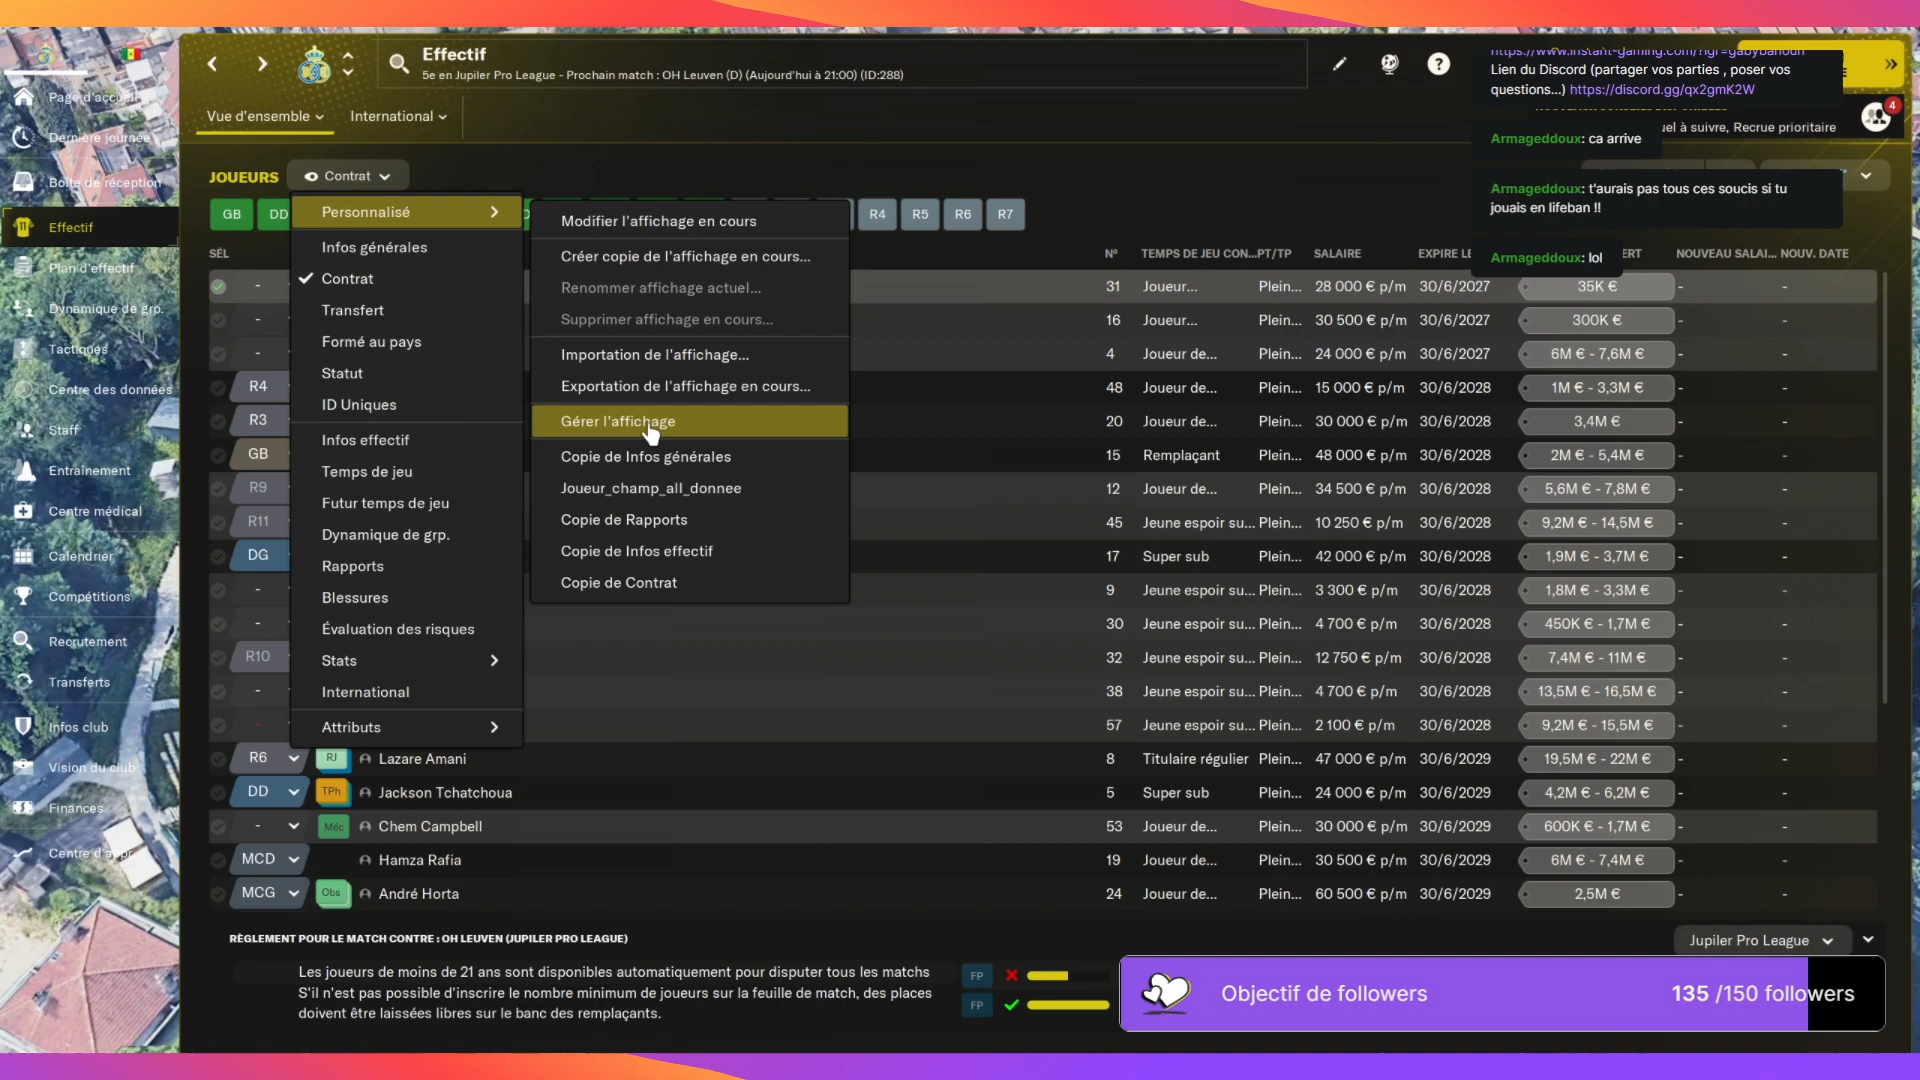 Effectif
5e en Jupiler Pro League - Prochain match : OH Leuven (D) (Aujourd'hui à 21:00) (ID:288)
Vue d'ensemble
International
https://www.instant-gaming.com/?igr=gabybahoun
Lien du Discord (partager vos parties , poser vos
questions...) https://discord.gg/qx2gmK2W
Armageddoux: ca arrive
uel à suivre, Recrue prioritaire
4
Armageddoux: t'aurais pas tous ces soucis si tu
jouais en lifeban !!
Armageddoux: lol
Page d'accueil
Dernière journée
Boîte de réception
Effectif
Plan d'effectif
Dynamique de grp.
Tactiques
Centre des données
Staff
Entraînement
Centre médical
Calendrier
Compétitions
Recrutement
Transferts
Infos club
Vision du club
Finances
Centre d'appr
JOUEURS
Contrat
GB
DD
R4
R5
R6
R7
Personnalisé
Infos générales
Contrat
Transfert
Formé au pays
Statut
ID Uniques
Infos effectif
Temps de jeu
Futur temps de jeu
Dynamique de grp.
Rapports
Blessures
Évaluation des risques
Stats
International
Attributs
Modifier l'affichage en cours
Créer copie de l'affichage en cours...
Renommer affichage actuel...
Supprimer affichage en cours...
Importation de l'affichage...
Exportation de l'affichage en cours...
Gérer l'affichage
Copie de Infos générales
Joueur_champ_all_donnee
Copie de Rapports
Copie de Infos effectif
Copie de Contrat
SÉL N° TEMPS DE JEU CON... PT/TP SALAIRE EXPIRE LE ERT NOUVEAU SALAI... NOUV. DATE
- 31 Joueur... Plein... 28 000 € p/m 30/6/2027 35K € - -
- 16 Joueur... Plein... 30 500 € p/m 30/6/2027 300K € - -
- 4 Joueur de... Plein... 24 000 € p/m 30/6/2027 6M € - 7,6M € - -
R4 48 Joueur de... Plein... 15 000 € p/m 30/6/2028 1M € - 3,3M € - -
R3 20 Joueur de... Plein... 30 000 € p/m 30/6/2028 3,4M € - -
GB 15 Remplaçant Plein... 48 000 € p/m 30/6/2028 2M € - 5,4M € - -
R9 12 Joueur de... Plein... 34 500 € p/m 30/6/2028 5,6M € - 7,8M € - -
R11 45 Jeune espoir su... Plein... 10 250 € p/m 30/6/2028 9,2M € - 14,5M € - -
DG 17 Super sub Plein... 42 000 € p/m 30/6/2028 1,9M € - 3,7M € - -
- 9 Jeune espoir su... Plein... 3 300 € p/m 30/6/2028 1,8M € - 3,3M € - -
- 30 Jeune espoir su... Plein... 4 700 € p/m 30/6/2028 450K € - 1,7M € - -
R10 32 Jeune espoir su... Plein... 12 750 € p/m 30/6/2028 7,4M € - 11M € - -
- 38 Jeune espoir su... Plein... 4 700 € p/m 30/6/2028 13,5M € - 16,5M € - -
- 57 Jeune espoir su... Plein... 2 100 € p/m 30/6/2028 9,2M € - 15,5M € - -
R6 RJ Lazare Amani 8 Titulaire régulier Plein... 47 000 € p/m 30/6/2029 19,5M € - 22M € - -
DD TPh Jackson Tchatchoua 5 Super sub Plein... 24 000 € p/m 30/6/2029 4,2M € - 6,2M € - -
- Méc Chem Campbell 53 Joueur de... Plein... 30 000 € p/m 30/6/2029 600K € - 1,7M € - -
MCD Hamza Rafia 19 Joueur de... Plein... 30 500 € p/m 30/6/2029 6M € - 7,4M € - -
MCG Obs André Horta 24 Joueur de... Plein... 60 500 € p/m 30/6/2029 2,5M € - -
RÈGLEMENT POUR LE MATCH CONTRE : OH LEUVEN (JUPILER PRO LEAGUE)
Jupiler Pro League
Les joueurs de moins de 21 ans sont disponibles automatiquement pour disputer tous les matchs
FP
S'il n'est pas possible d'inscrire le nombre minimum de joueurs sur la feuille de match, des places
doivent être laissées libres sur le banc des remplaçants.
FP
Objectif de followers
135 /150 followers